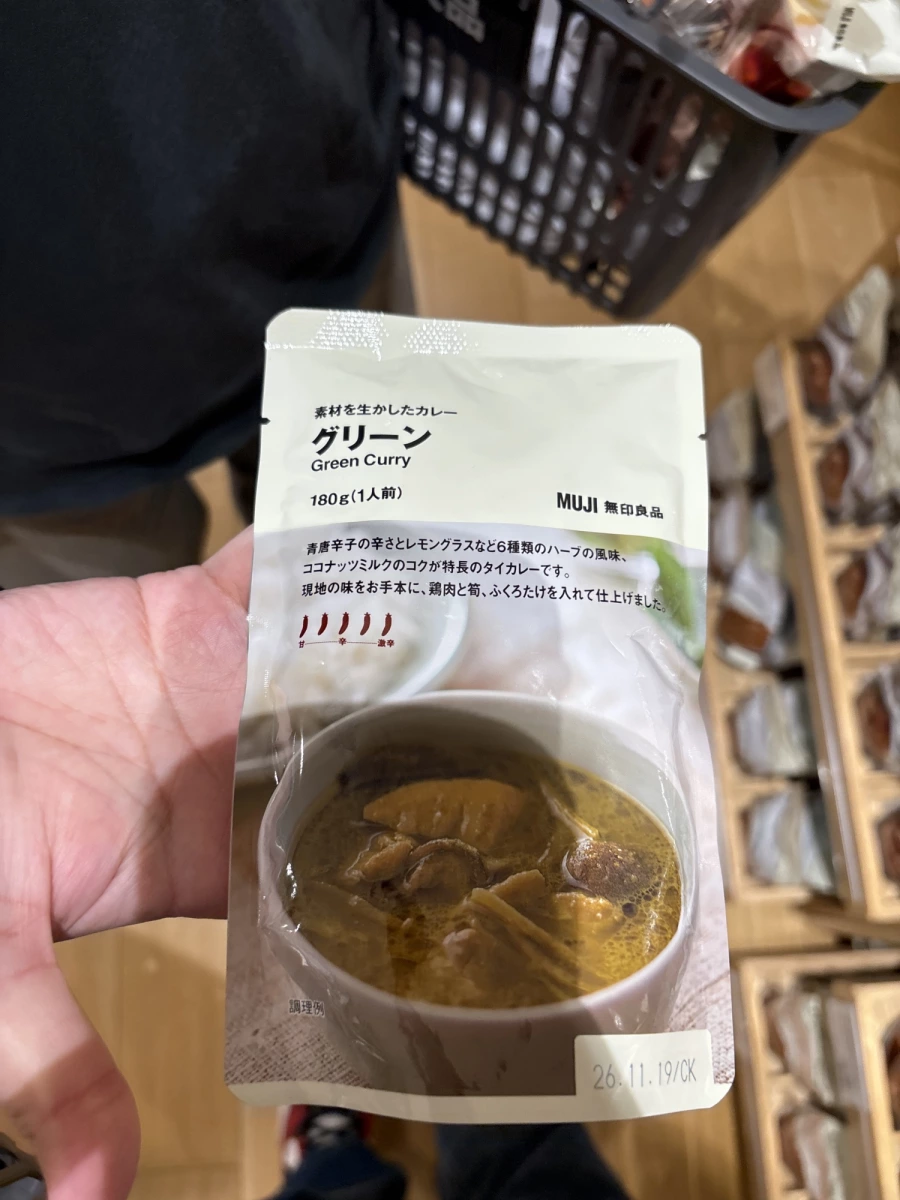 素材を生かしたカレー
グリーン
Green Curry
180g(1人前)
MUJI 無印良品
青唐辛子の辛さとレモングラスなど6種類のハーブの風味、
ココナッツミルクのコクが特長のタイカレーです。
現地の味をお手本に、鶏肉と筍、ふくろたけを入れて仕上げました。
甘 辛 激辛
調理例
26.11.19/CK